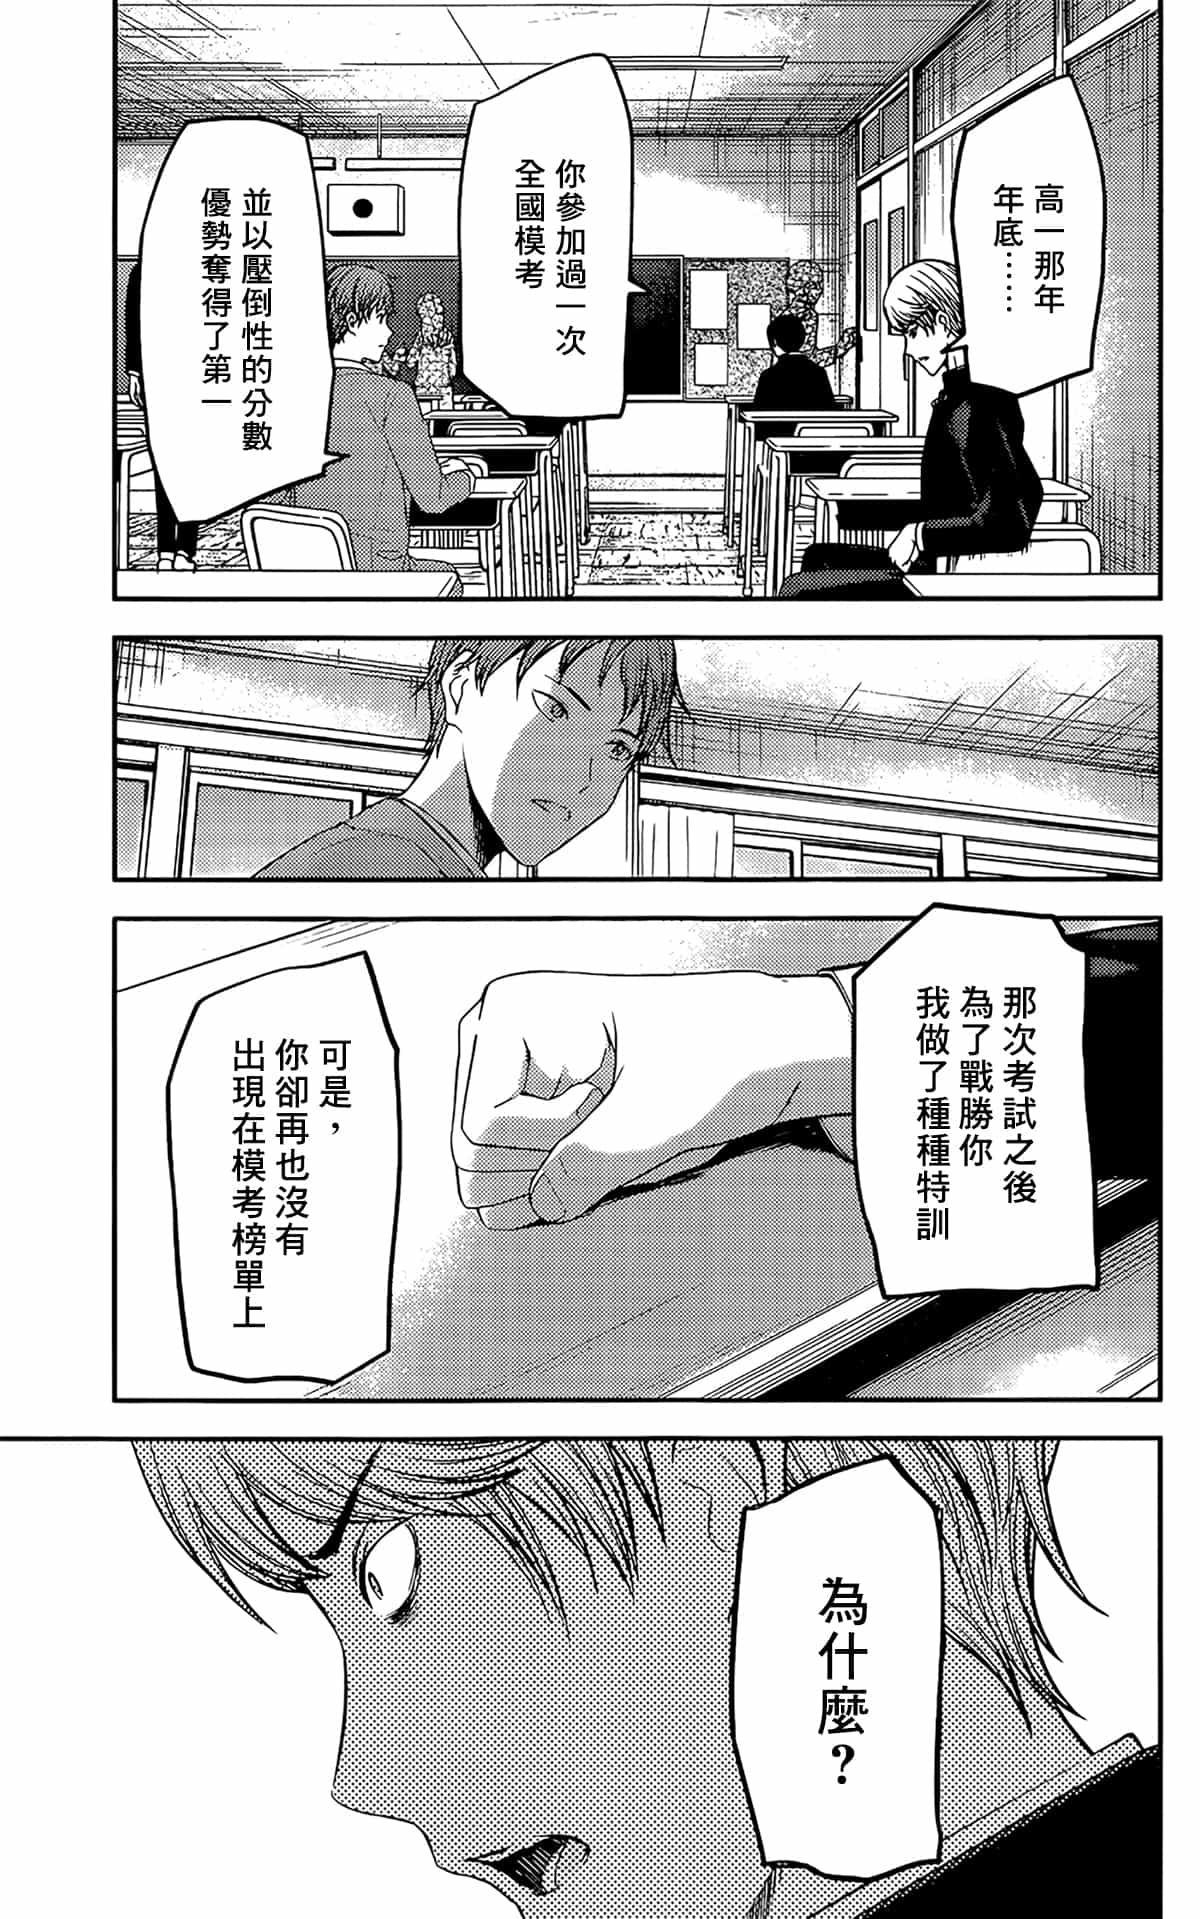 高一那年
年底……
你參加過一次
全國模考
並以壓倒性的分數
優勢奪得了第一
那次考試之後
為了戰勝你
我做了種種特訓
可是，
你卻再也沒有
出現在模考榜單上
為什麼？